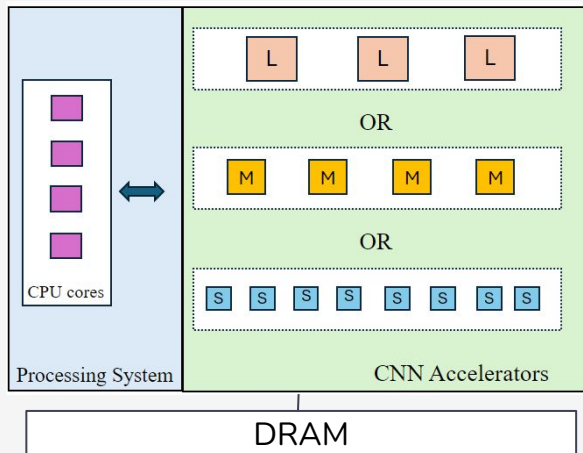 L L L
OR
M M M M
OR
S S S S S S S S
CPU cores
Processing System
CNN Accelerators
DRAM